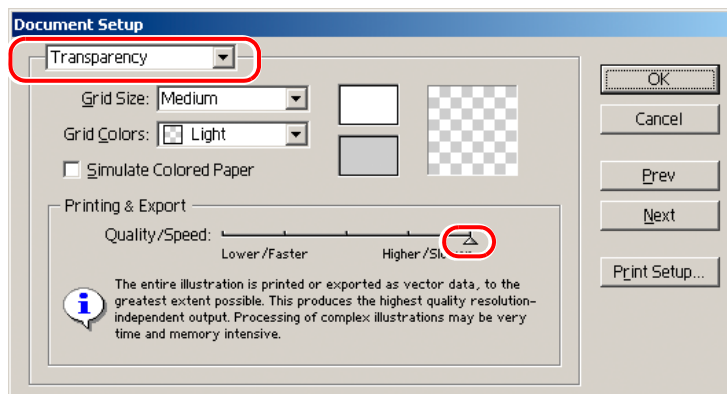 Document Setup
Transparency
Grid Size: Medium
Grid Colors: Light
Simulate Colored Paper
Printing & Export
Quality/Speed:
Lower/Faster Higher/
The entire illustration is printed or exported as vector data, to the
greatest extent possible. This produces the highest quality resolution-
independent output. Processing of complex illustrations may be very
time and memory intensive.
OK
Cancel
Prev
Next
Print Setup...